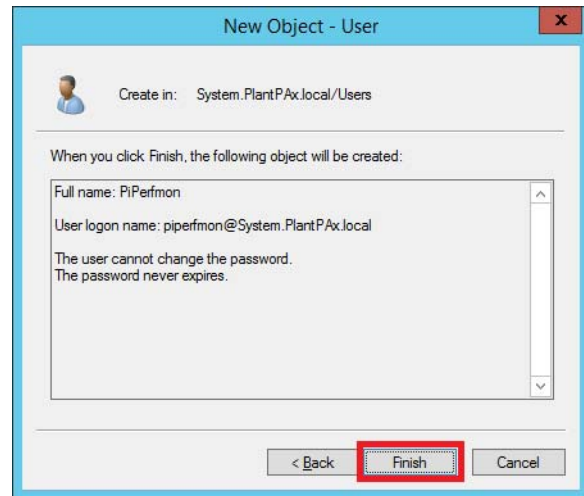 New Object - User
x
Create in: System.PlantPAx.local/Users
When you click Finish, the following object will be created:
Full name: PiPerfmon
User logon name: piperfmon@System.PlantPAx.local
The user cannot change the password.
The password never expires.
< Back Finish Cancel